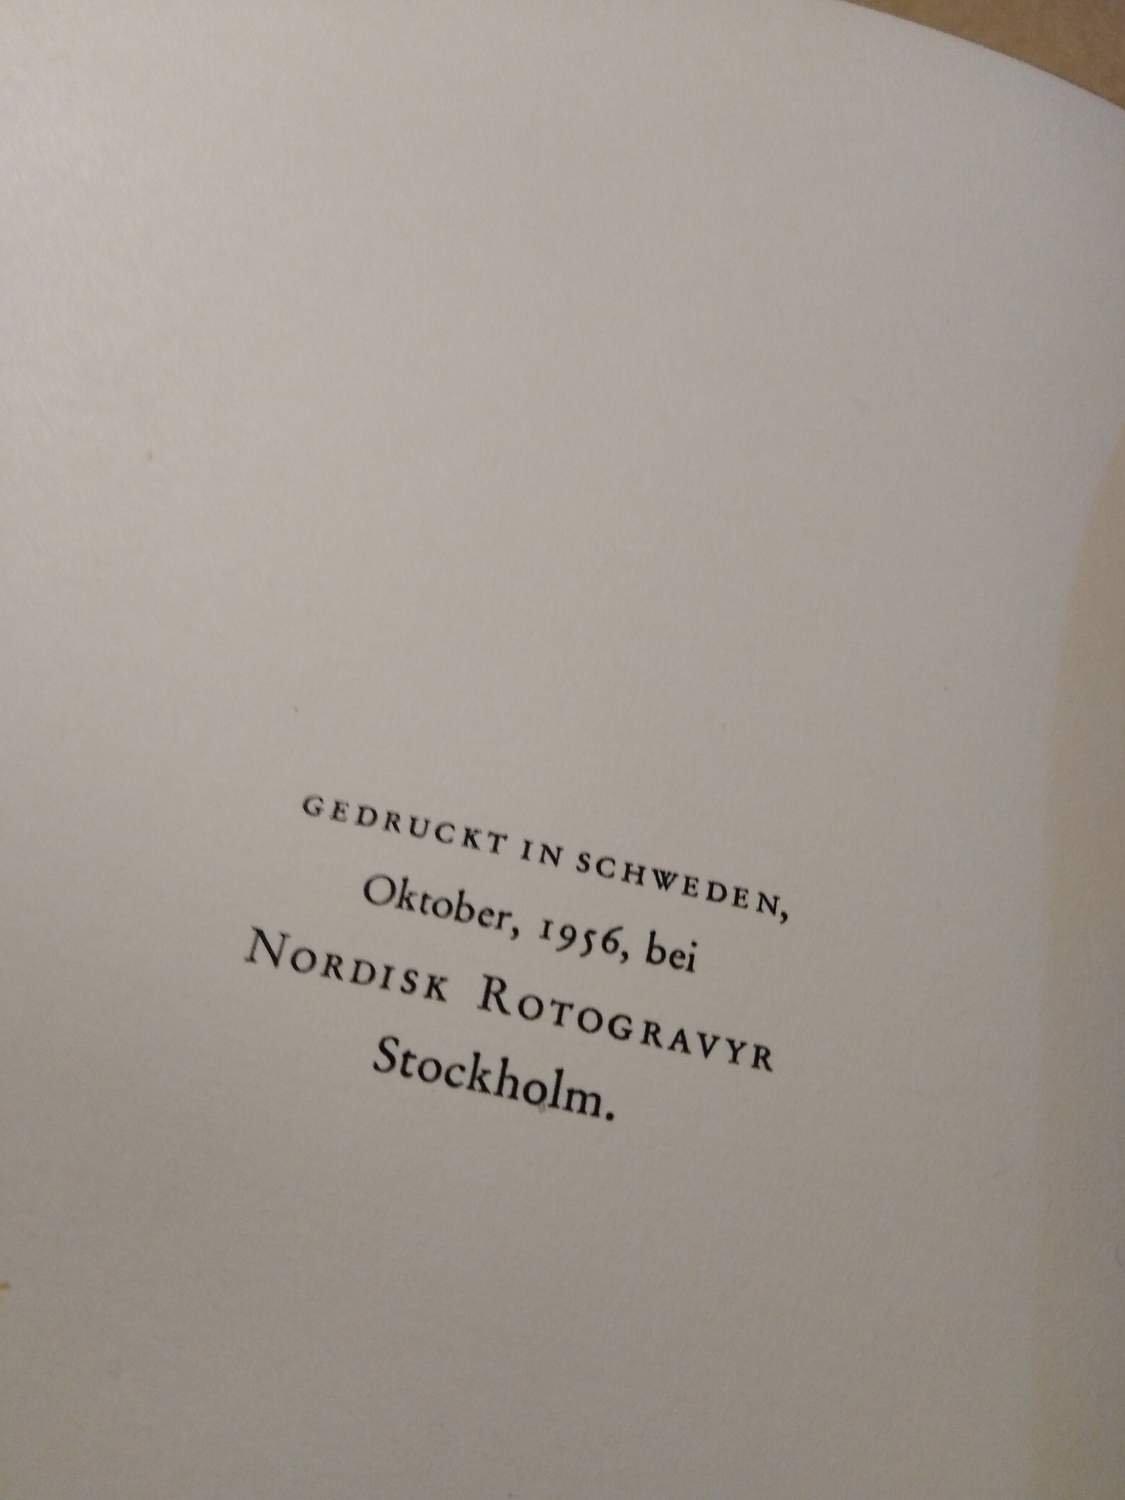 GEDRUCKT IN SCHWEDEN,
Oktober, 1956, bei
NORDISK ROTOGRAVYR
Stockholm.